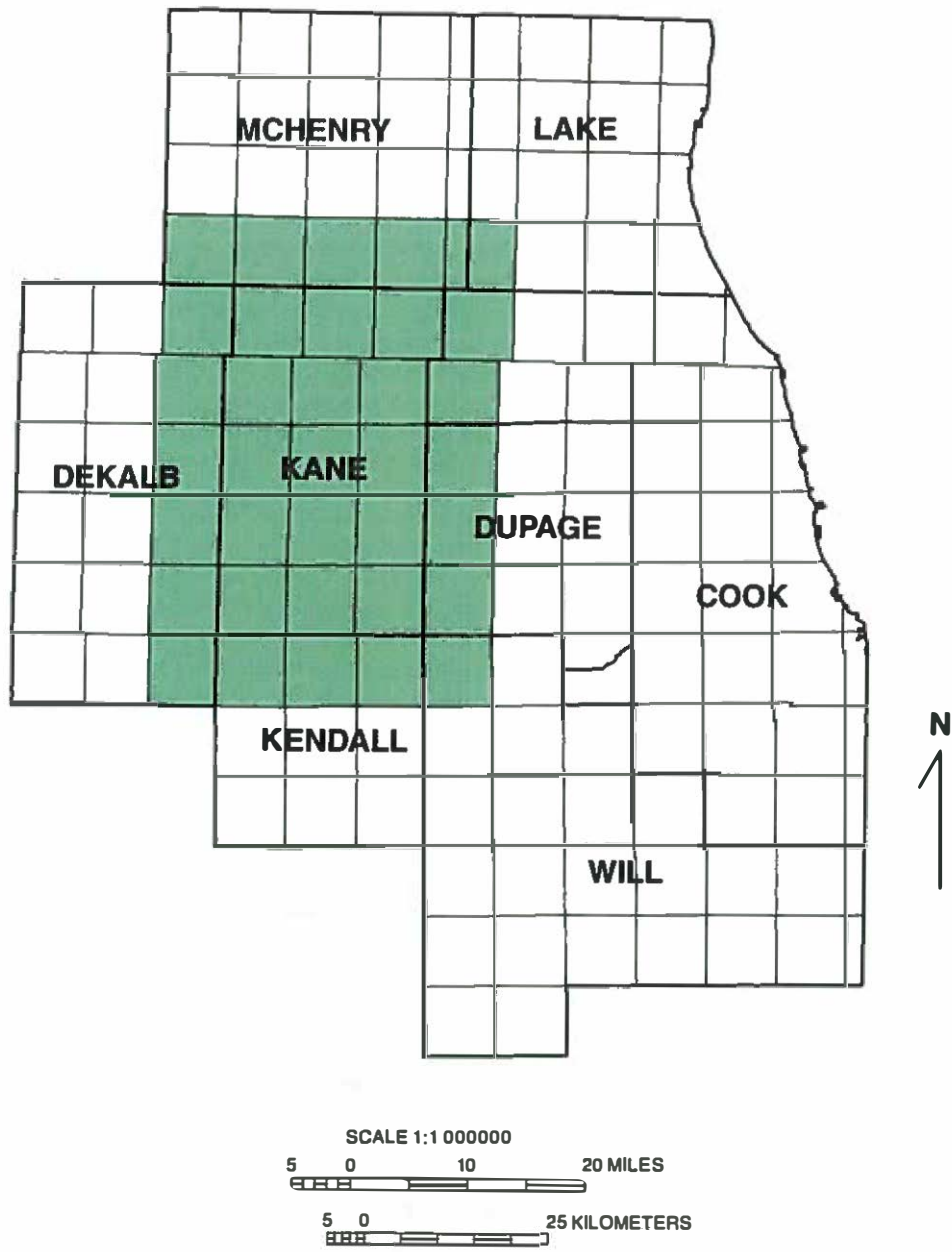 MCHENRY
LAKE
DEKALB
KANE
DUPAGE
COOK
KENDALL
N
WILL
SCALE 1:1 000000
5 0 10 20 MILES
5 0 25 KILOMETERS